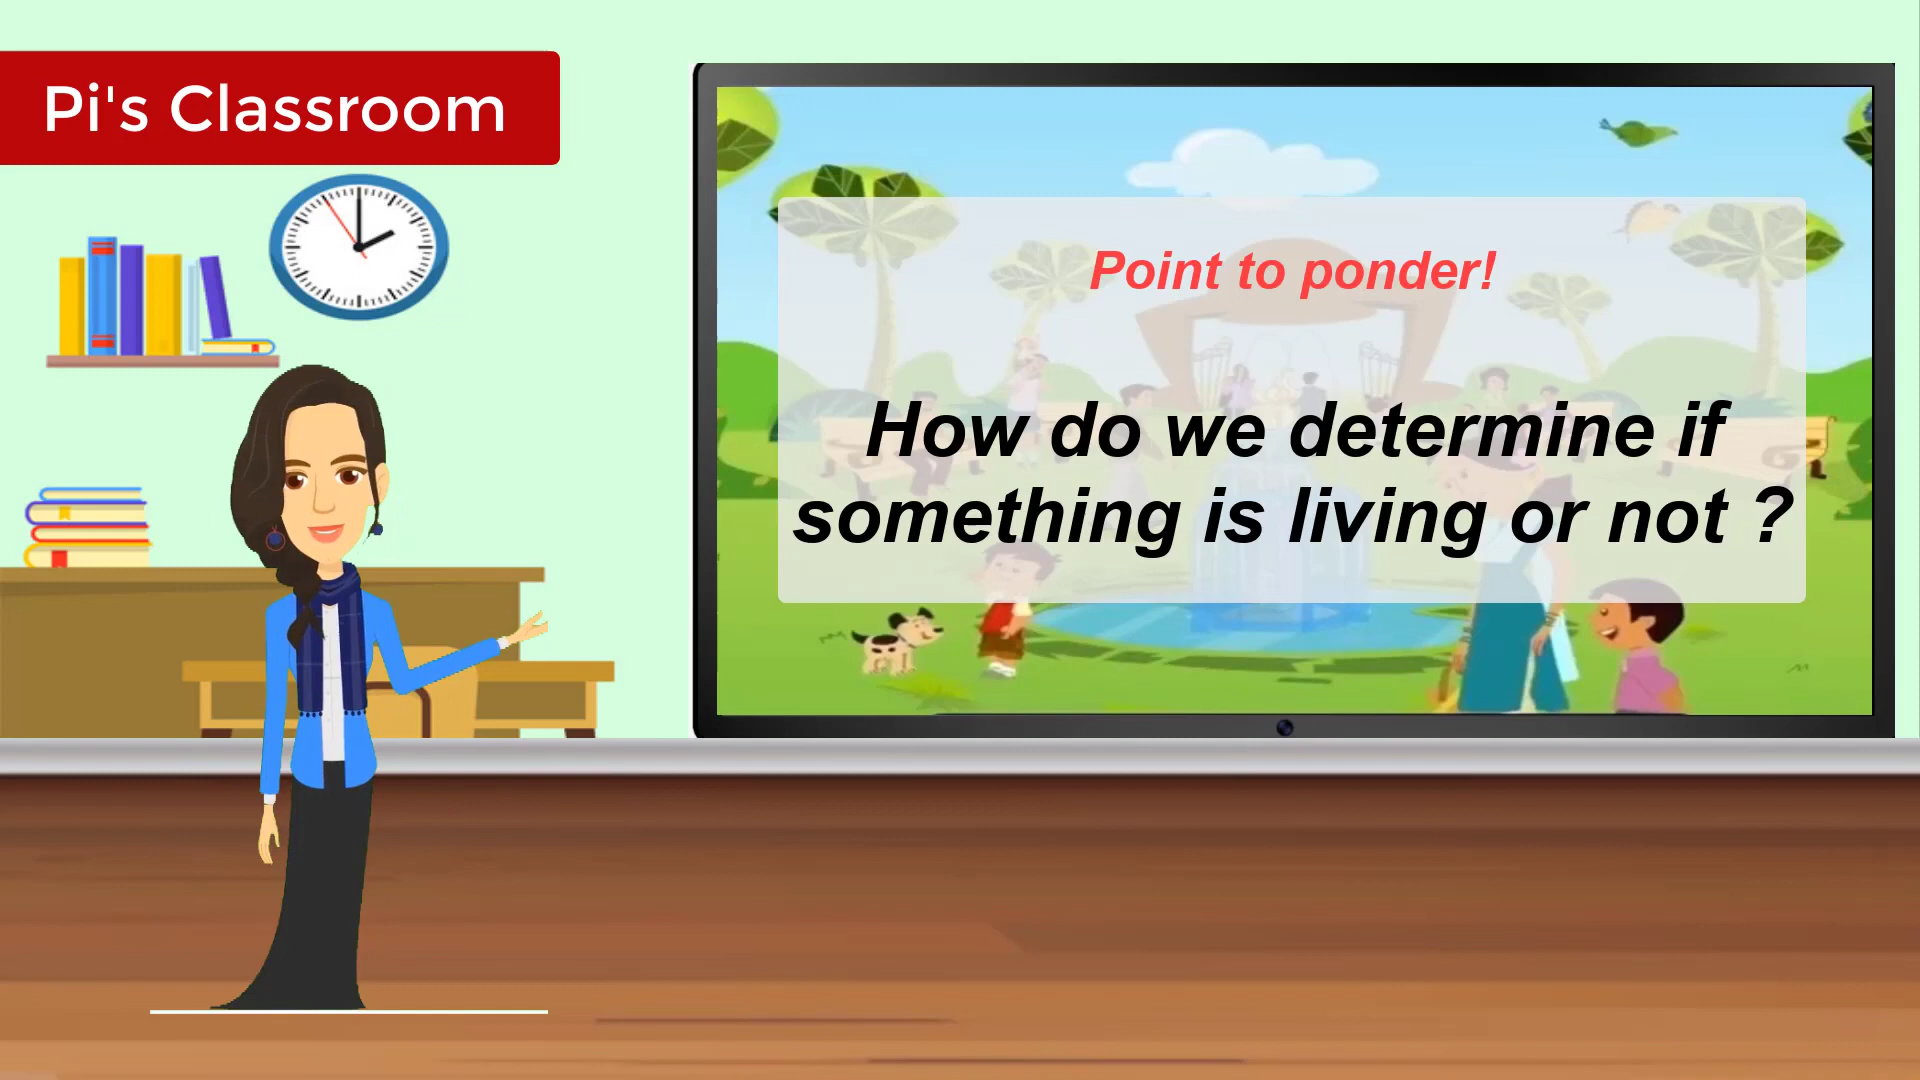 Pi's Classroom
Point to ponder!
How do we determine if
something is living or not ?